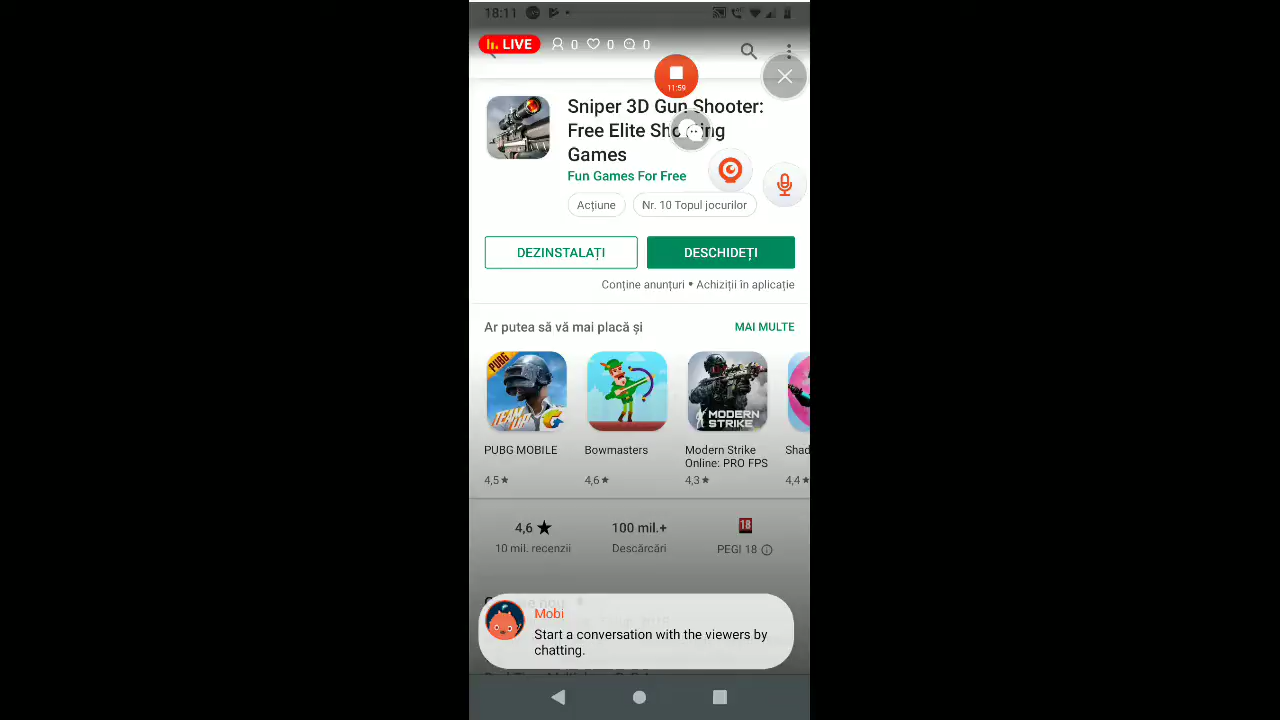 18:11
LIVE 0 0 0
11:59
Sniper 3D Gun Shooter:
Free Elite Shooting
Games
Fun Games For Free
Acțiune
Nr. 10 Topul jocurilor
DEZINSTALAȚI
DESCHIDEȚI
Conține anunțuri • Achiziții în aplicație
Ar putea să vă mai placă și
MAI MULTE
PUBG
TEAM UP
MODERN
STRIKE
PUBG MOBILE
Bowmasters
Modern Strike
Online: PRO FPS
Shad
4,5★
4,6★
4,3★
4,4★
4,6 ★
100 mil.+
18
10 mil. recenzii
Descărcări
PEGI 18
Mobi
Start a conversation with the viewers by
chatting.